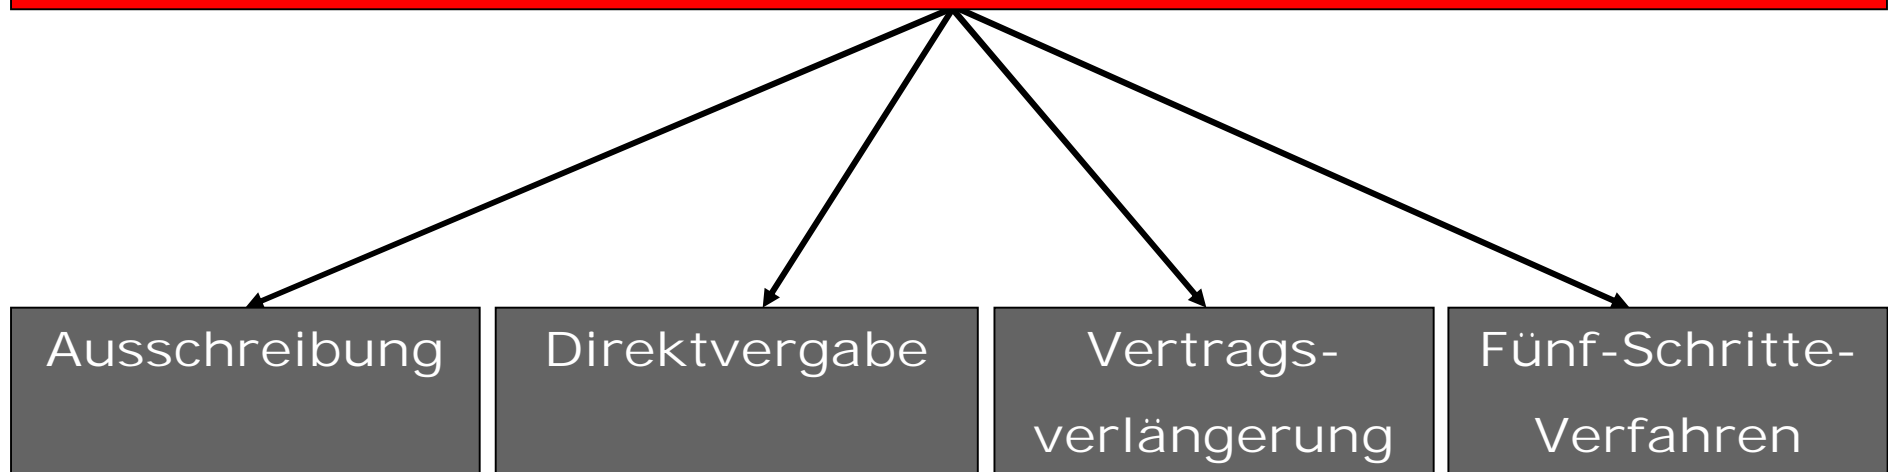 Ausschreibung
Direktvergabe
Vertrags-
verlängerung
Fünf-Schritte-
Verfahren